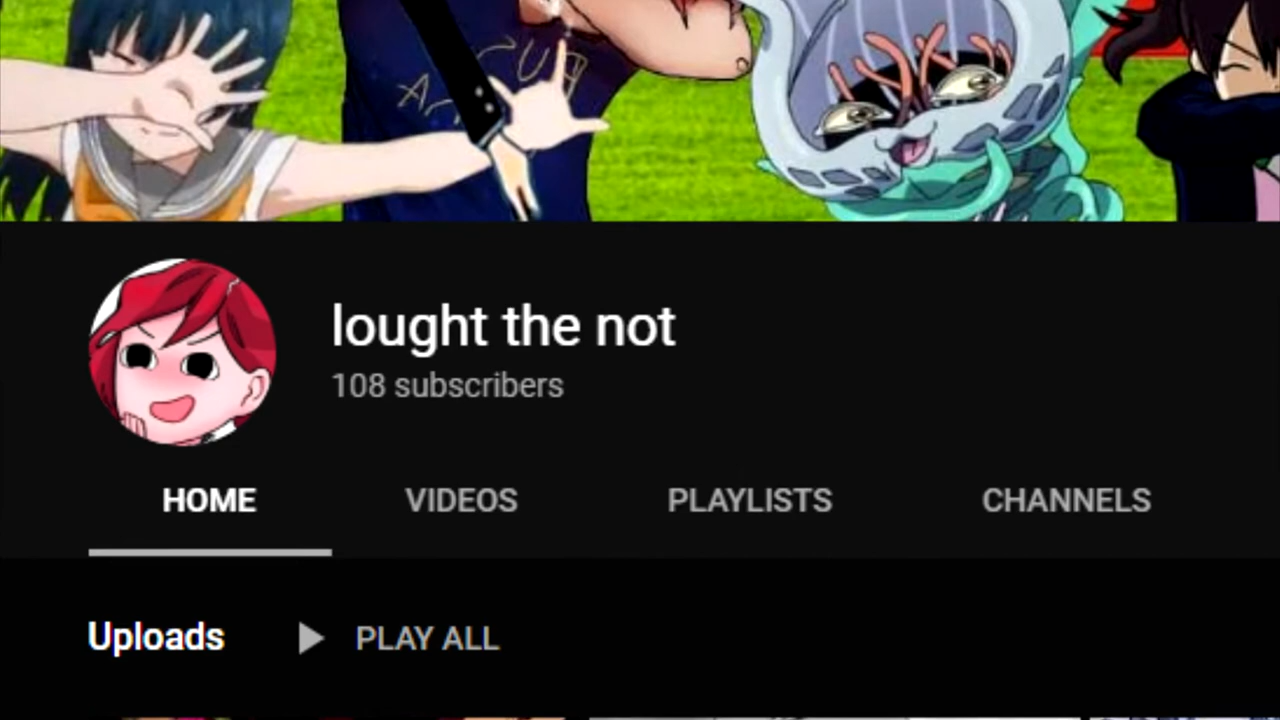 lought the not
108 subscribers
HOME VIDEOS PLAYLISTS CHANNELS
Uploads PLAY ALL